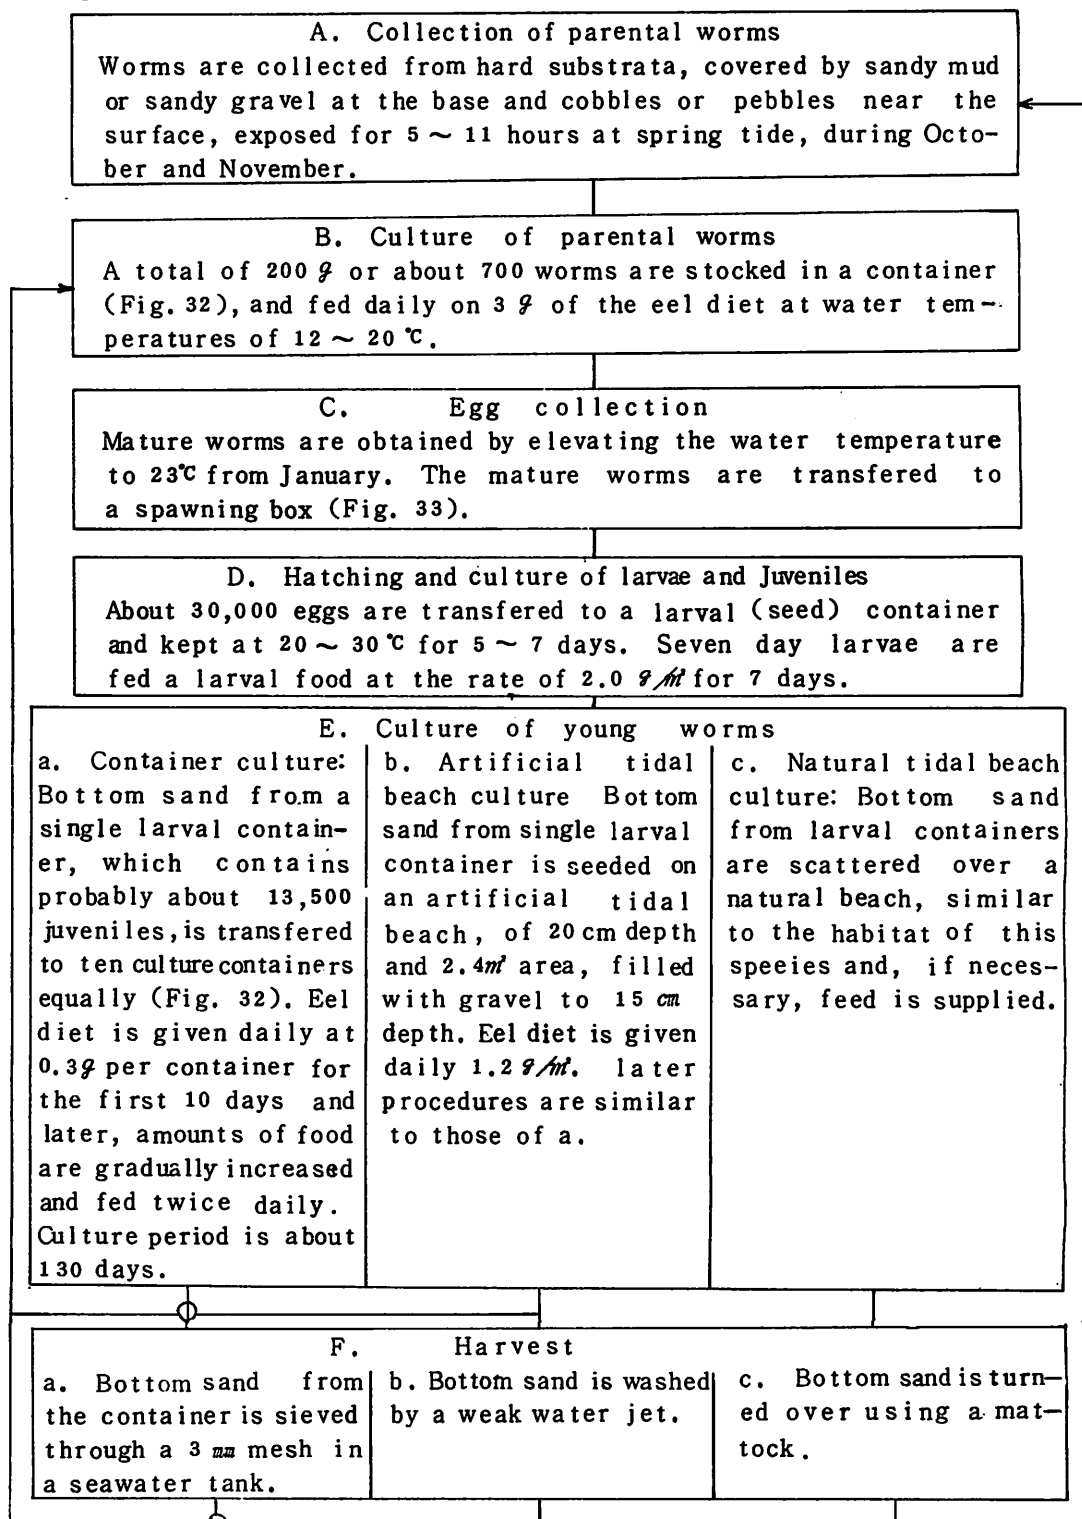 A. Collection of parental worms
Worms are collected from hard substrata, covered by sandy mud
or sandy gravel at the base and cobbles or pebbles near the
surface, exposed for 5 ~ 11 hours at spring tide, during Octo-
ber and November.
B. Culture of parental worms
A total of 200 g or about 700 worms are stocked in a container
(Fig. 32), and fed daily on 3 g of the eel diet at water tem-
peratures of 12 ~ 20 ℃.
C. Egg collection
Mature worms are obtained by elevating the water temperature
to 23℃ from January. The mature worms are transfered to
a spawning box (Fig. 33).
D. Hatching and culture of larvae and Juveniles
About 30,000 eggs are transfered to a larval (seed) container
and kept at 20 ~ 30 ℃ for 5 ~ 7 days. Seven day larvae are
fed a larval food at the rate of 2.0 g/㎡ for 7 days.
E. Culture of young worms
a. Container culture:
Bottom sand from a
single larval contain-
er, which contains
probably about 13,500
juveniles, is transfered
to ten culture containers
equally (Fig. 32). Eel
diet is given daily at
0.3g per container for
the first 10 days and
later, amounts of food
are gradually increased
and fed twice daily.
Culture period is about
130 days.
b. Artificial tidal
beach culture Bottom
sand from single larval
container is seeded on
an artificial tidal
beach, of 20 cm depth
and 2.4㎡ area, filled
with gravel to 15 cm
depth. Eel diet is given
daily 1.2 g/㎡. later
procedures are similar
to those of a.
c. Natural tidal beach
culture: Bottom sand
from larval containers
are scattered over a
natural beach, similar
to the habitat of this
speeies and, if neces-
sary, feed is supplied.
F. Harvest
a. Bottom sand from
the container is sieved
through a 3 mm mesh in
a seawater tank.
b. Bottom sand is washed
by a weak water jet.
c. Bottom sand is turn-
ed over using a mat-
tock.